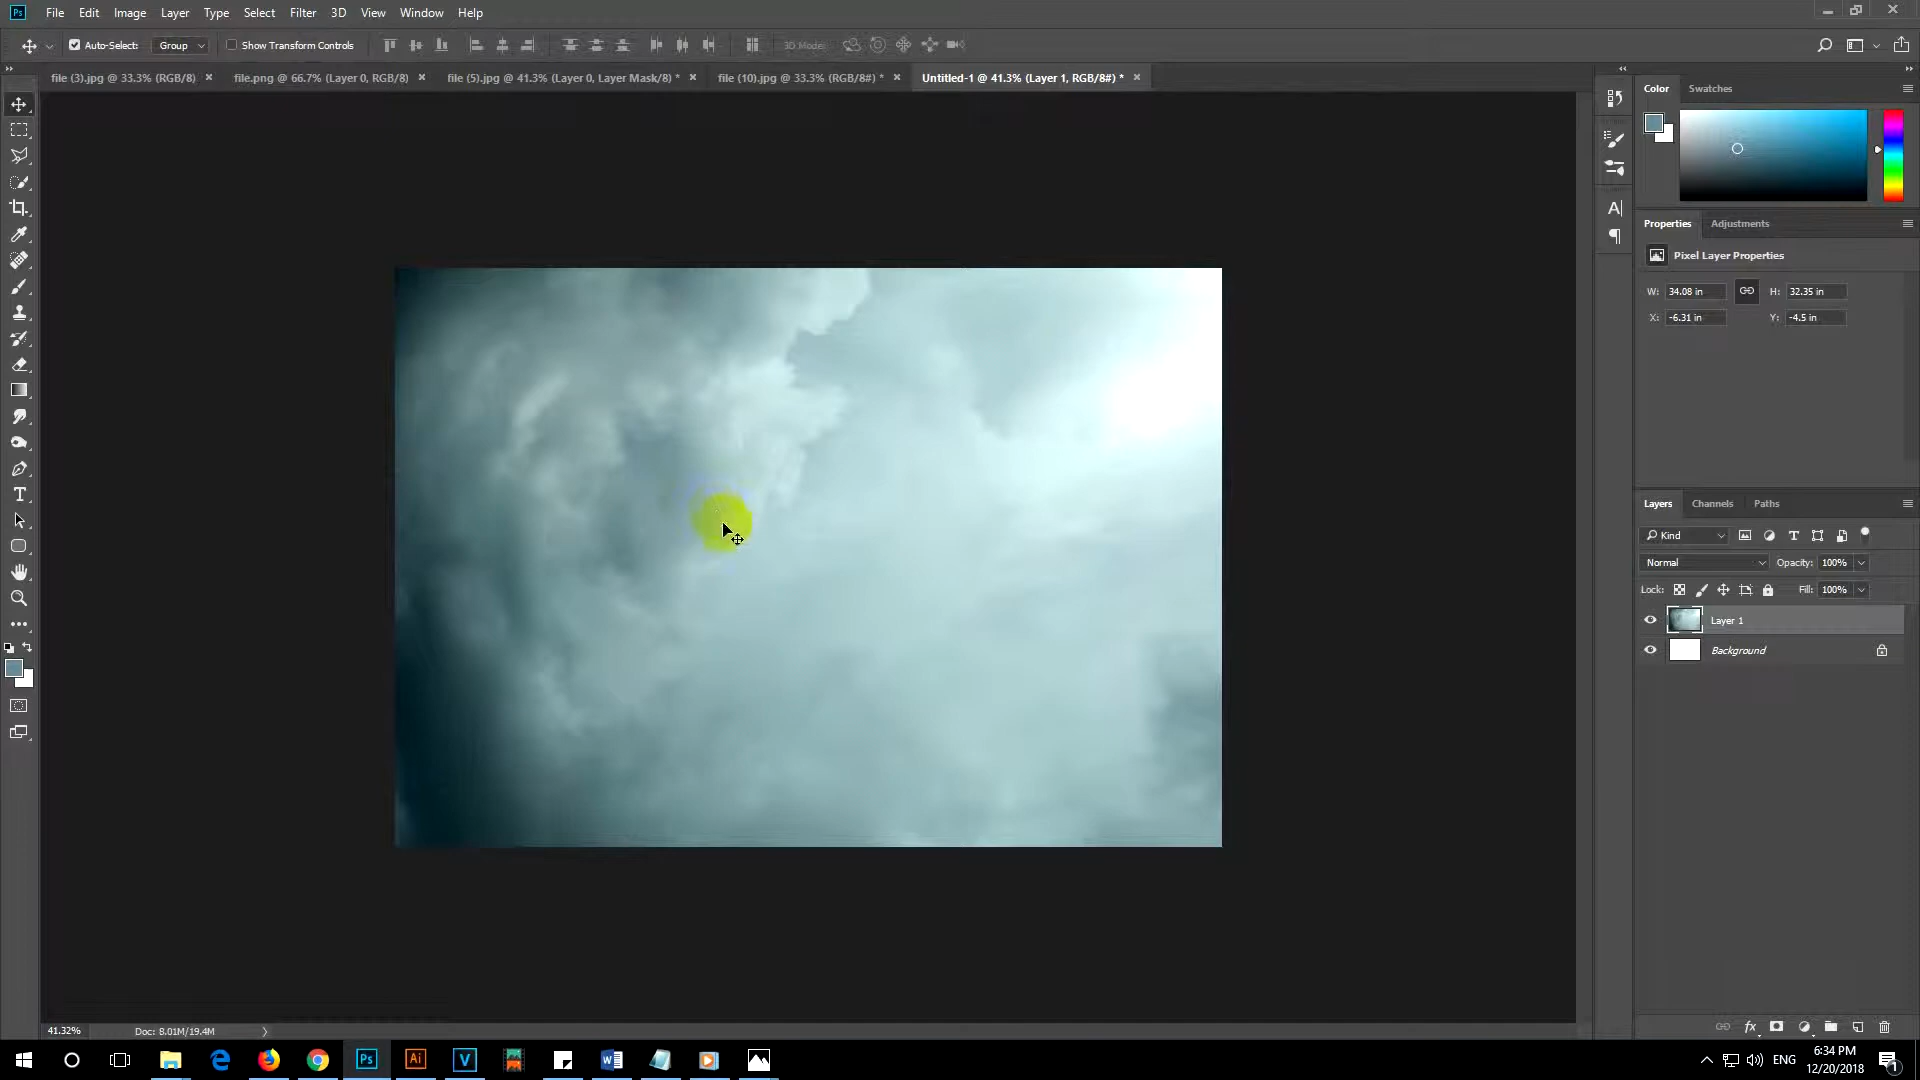 Ps File Edit Image Layer Type Select Filter 3D View Window Help
Auto-Select: Group Show Transform Controls 3D Mode:
file (3).jpg @ 33.3% (RGB/8) × file.png @ 66.7% (Layer 0, RGB/8) × file (5).jpg @ 41.3% (Layer 0, Layer Mask/8) * × file (10).jpg @ 33.3% (RGB/8#) * × Untitled-1 @ 41.3% (Layer 1, RGB/8#) * ×
Color Swatches
Properties Adjustments
Pixel Layer Properties
W: 34.08 in H: 32.35 in
X: -6.31 in Y: -4.5 in
Layers Channels Paths
Kind
Normal Opacity: 100%
Lock: Fill: 100%
Layer 1
Background
fx
41.32% Doc: 8.01M/19.4M
Ps Ai V
ENG
6:34 PM
12/20/2018
1